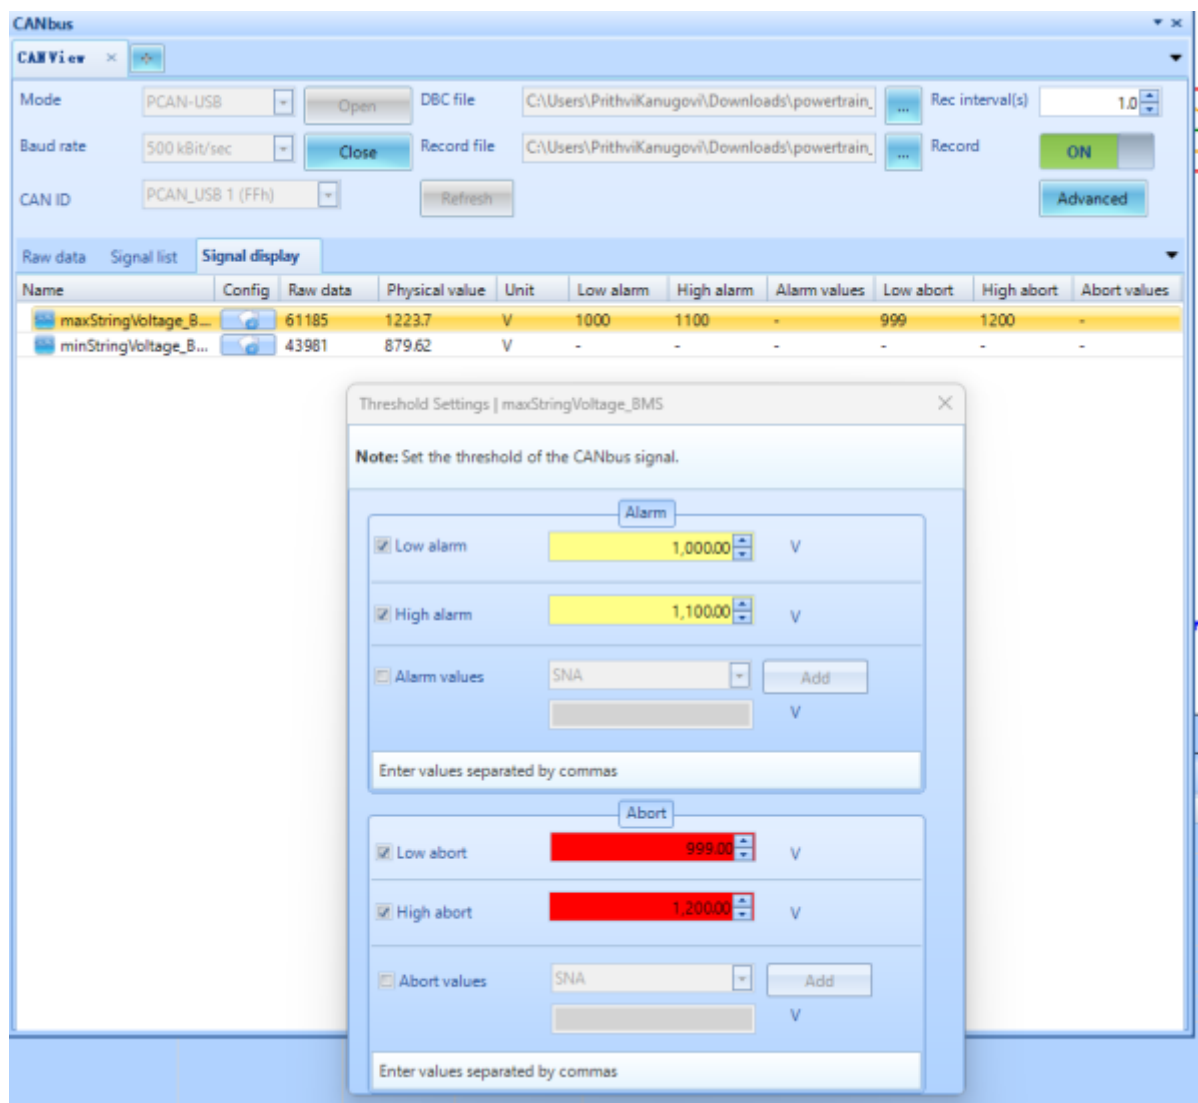 CANbus
CANView
Mode PCAN-USB Open DBC file C:\Users\PrithviKanugovi\Downloads\powertrain_ ... Rec interval(s) 1.0
Baud rate 500 kBit/sec Close Record file C:\Users\PrithviKanugovi\Downloads\powertrain_ ... Record ON
CAN ID PCAN_USB 1 (FFh) Refresh Advanced
Raw data Signal list Signal display
Name Config Raw data Physical value Unit Low alarm High alarm Alarm values Low abort High abort Abort values
maxStringVoltage_B... 61185 1223.7 V 1000 1100 - 999 1200 -
minStringVoltage_B... 43981 879.62 V - - - - - -
Threshold Settings | maxStringVoltage_BMS
Note: Set the threshold of the CANbus signal.
Alarm
Low alarm 1,000.00 V
High alarm 1,100.00 V
Alarm values SNA Add
V
Enter values separated by commas
Abort
Low abort 999.00 V
High abort 1,200.00 V
Abort values SNA Add
V
Enter values separated by commas